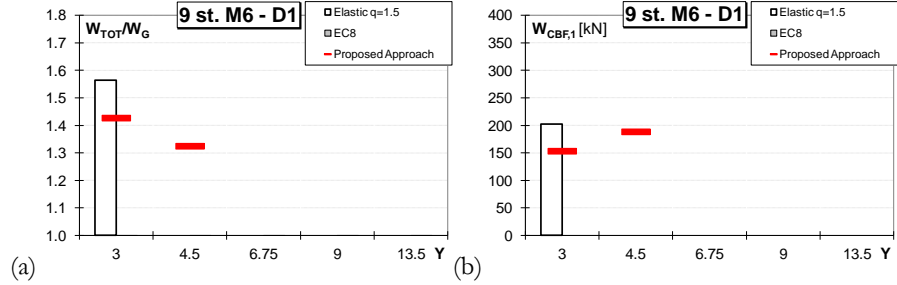 9 st. M6 - D1
W_TOT/W_G
Elastic q=1.5
EC8
Proposed Approach
1.8
1.7
1.6
1.5
1.4
1.3
1.2
1.1
1.0
3 4.5 6.75 9 13.5 Y
(a)
9 st. M6 - D1
W_CBF,1 [kN]
Elastic q=1.5
EC8
Proposed Approach
400
350
300
250
200
150
100
50
0
3 4.5 6.75 9 13.5 Y
(b)